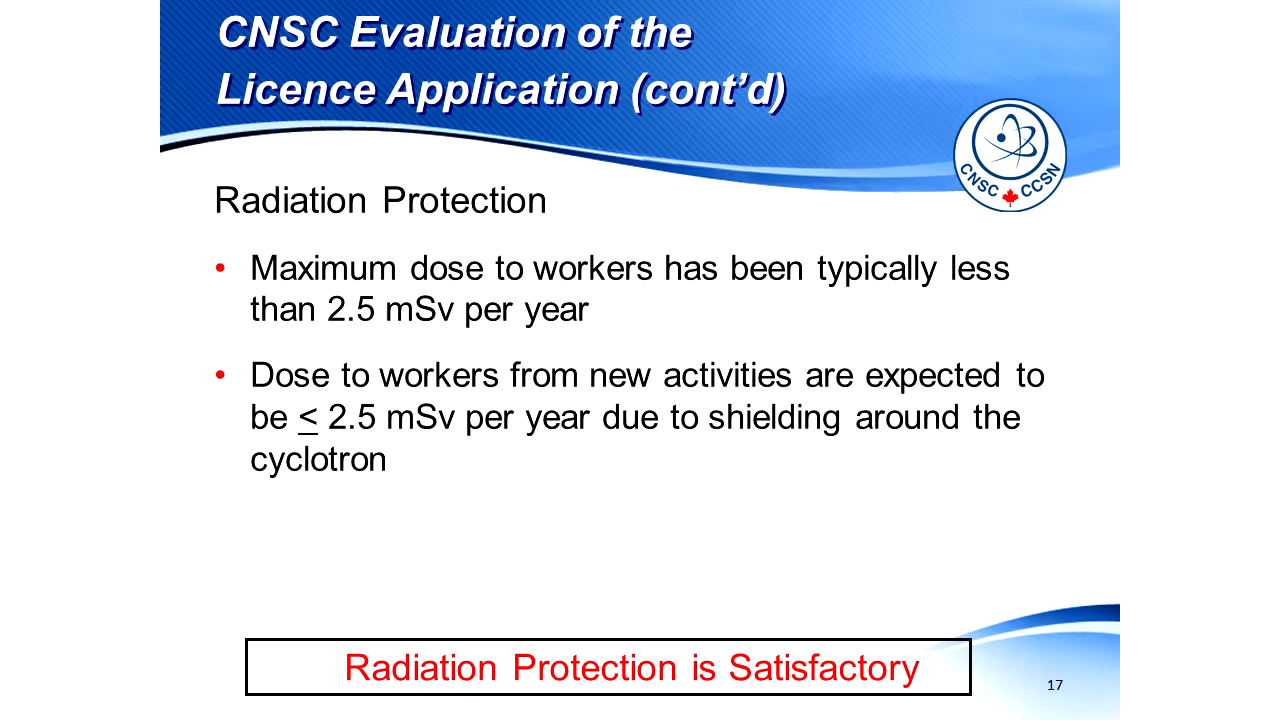 CNSC Evaluation of the
Licence Application (cont’d)
CNSC CCSN
Radiation Protection
• Maximum dose to workers has been typically less
than 2.5 mSv per year
• Dose to workers from new activities are expected to
be < 2.5 mSv per year due to shielding around the
cyclotron
Radiation Protection is Satisfactory
17